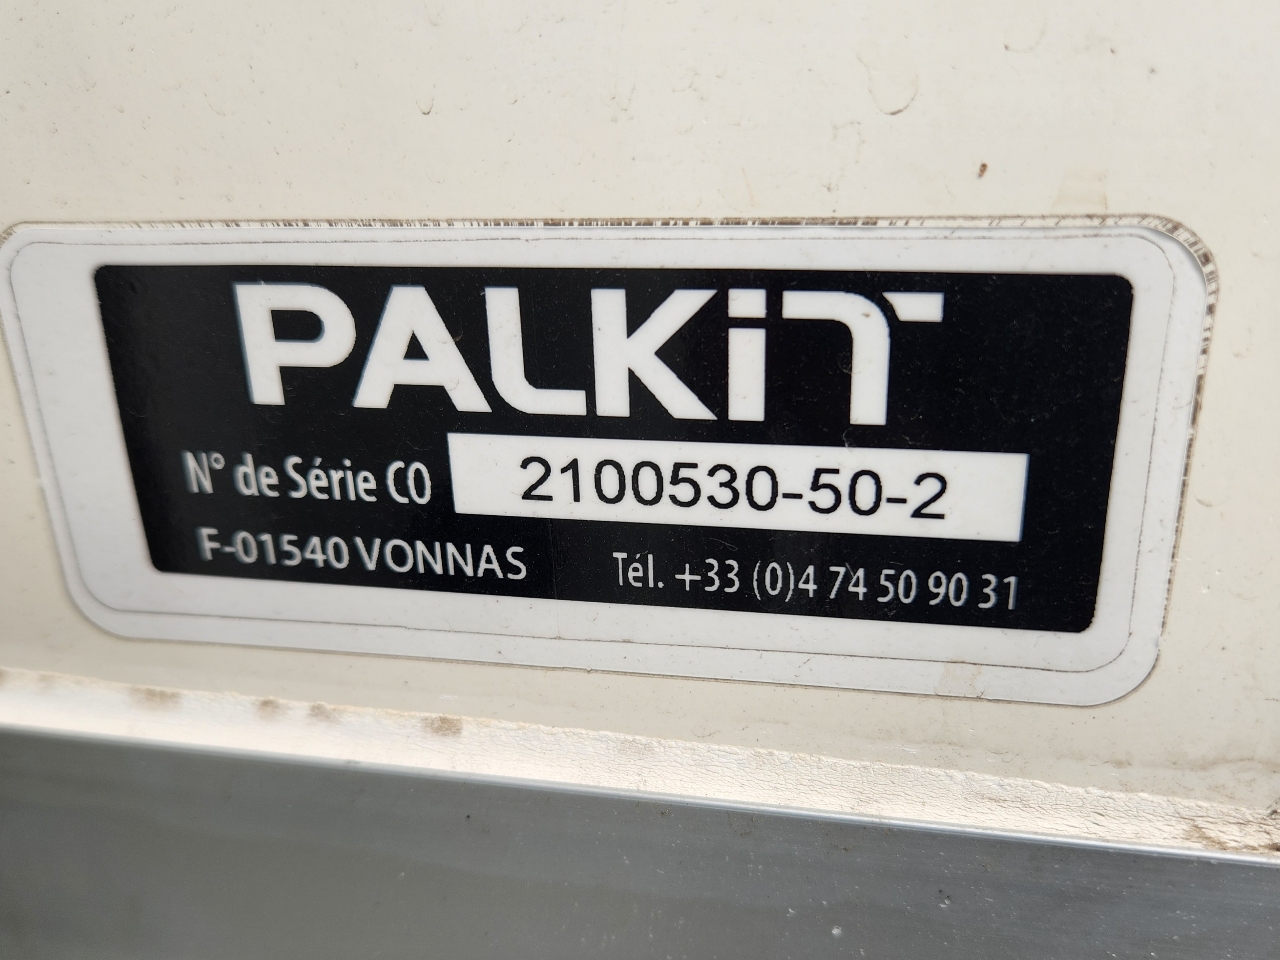 PALKiT
N° de Série CO 2100530-50-2
F-01540 VONNAS Tél. +33 (0)4 74 50 90 31